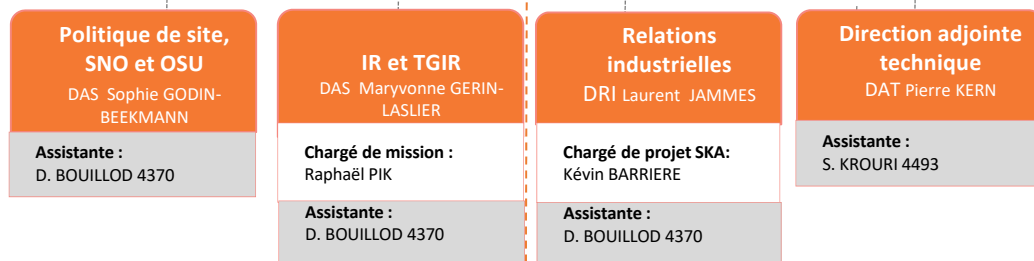 Politique de site,
SNO et OSU
DAS Sophie GODIN-
BEEKMANN
Assistante :
D. BOUILLOD 4370
IR et TGIR
DAS Maryvonne GERIN-
LASLIER
Chargé de mission :
Raphaël PIK
Assistante :
D. BOUILLOD 4370
Relations
industrielles
DRI Laurent JAMMES
Chargé de projet SKA:
Kévin BARRIERE
Assistante :
D. BOUILLOD 4370
Direction adjointe
technique
DAT Pierre KERN
Assistante :
S. KROURI 4493